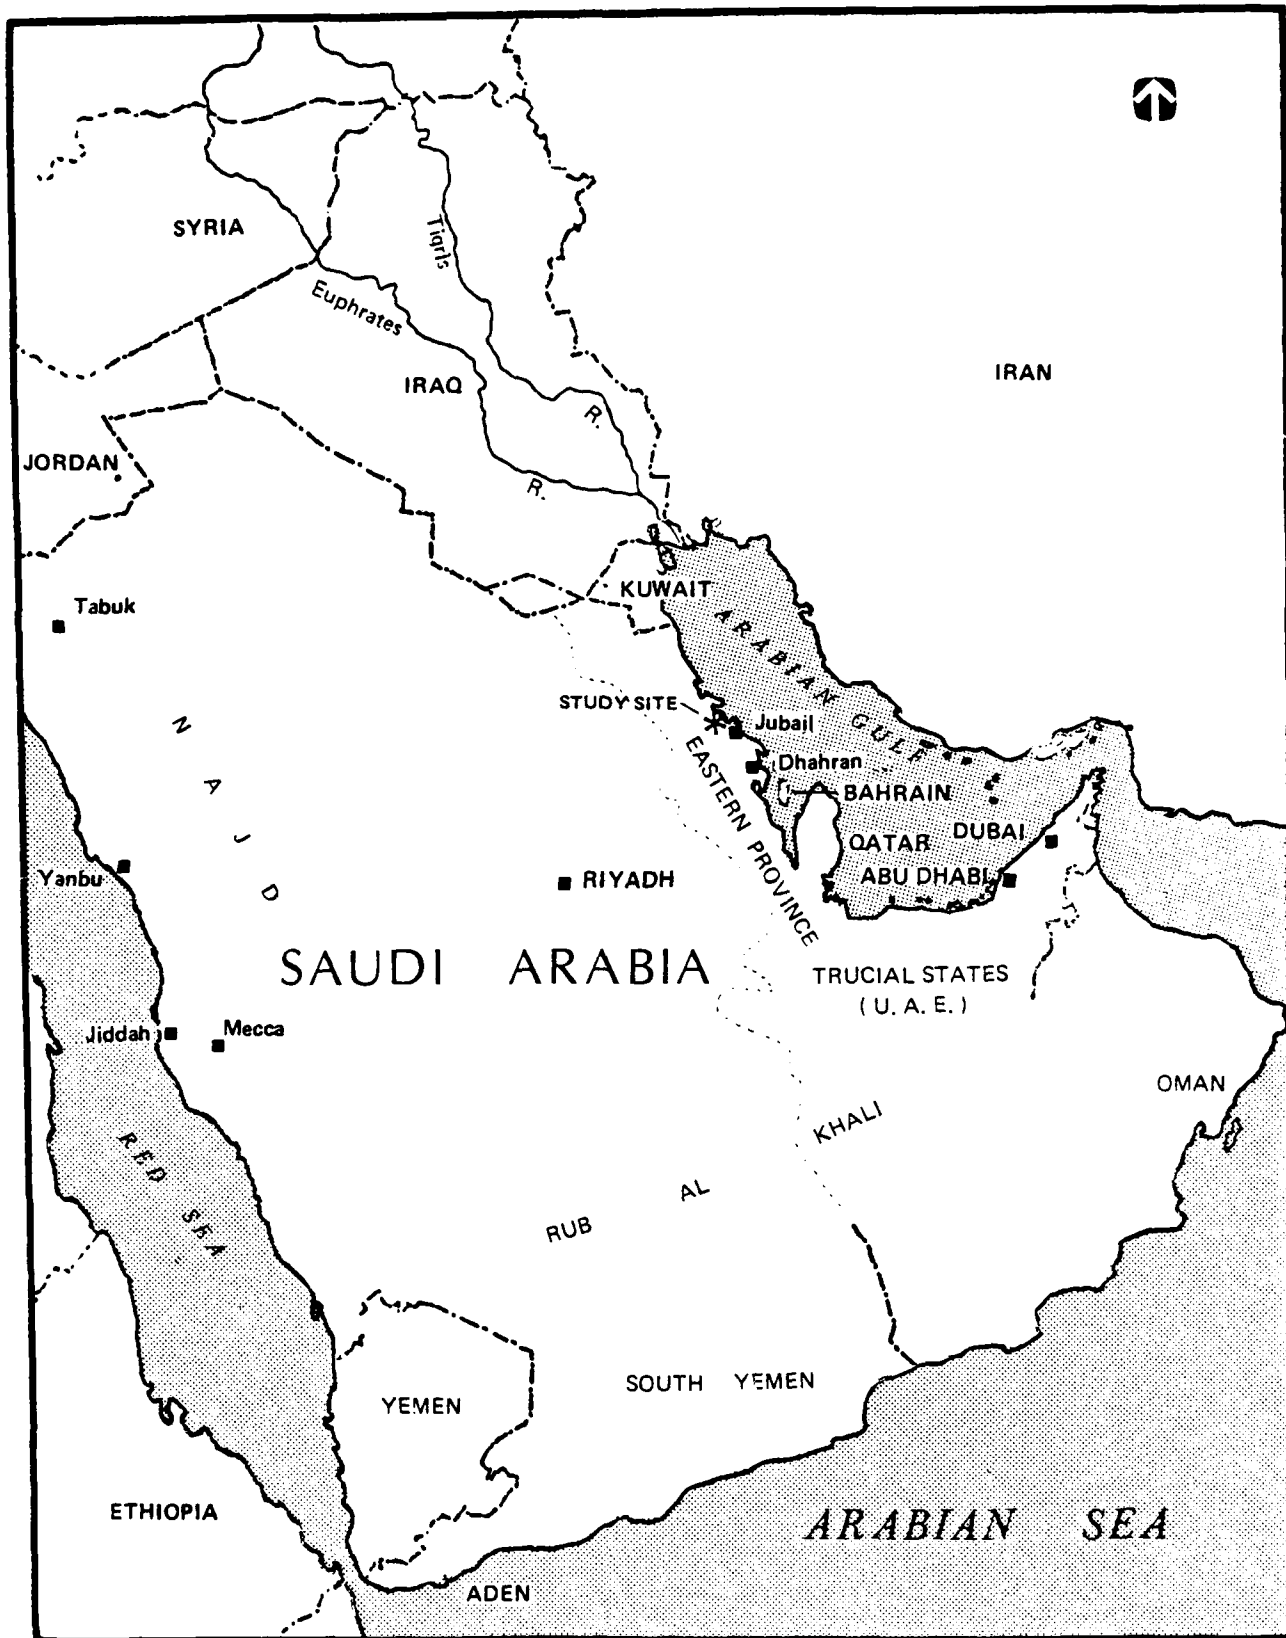 SYRIA
Tigris
Euphrates
IRAQ
IRAN
R.
JORDAN
R.
KUWAIT
Tabuk
ARABIAN GULF
STUDY SITE
Jubail
NAJD
EASTERN PROVINCE
Dhahran
BAHRAIN
DUBAI
QATAR
ABU DHABI
Yanbu
RIYADH
SAUDI ARABIA
TRUCIAL STATES
(U. A. E.)
Jiddah
Mecca
OMAN
RED SEA
RUB AL KHALI
SOUTH YEMEN
YEMEN
ETHIOPIA
ARABIAN SEA
ADEN